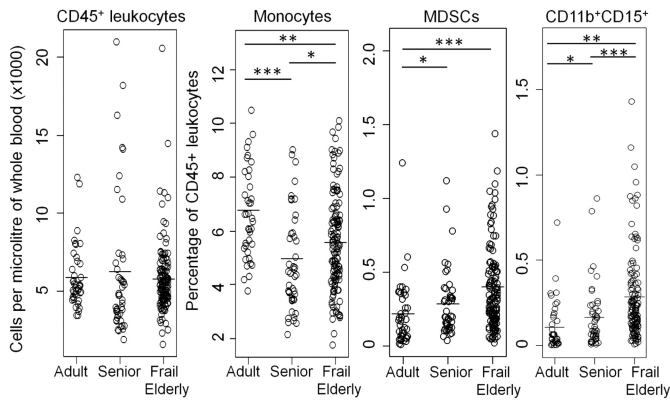 CD45⁺ leukocytes
Cells per microlitre of whole blood (x1000)
20
15
10
5
Adult Senior Frail
Elderly
Monocytes
Percentage of CD45+ leukocytes
12
10
8
6
4
2
**
*
***
Adult Senior Frail
Elderly
MDSCs
2.0
1.5
1.0
0.5
0
***
*
Adult Senior Frail
Elderly
CD11b⁺CD15⁺
1.5
1.0
0.5
0.0
**
***
*
Adult Senior Frail
Elderly